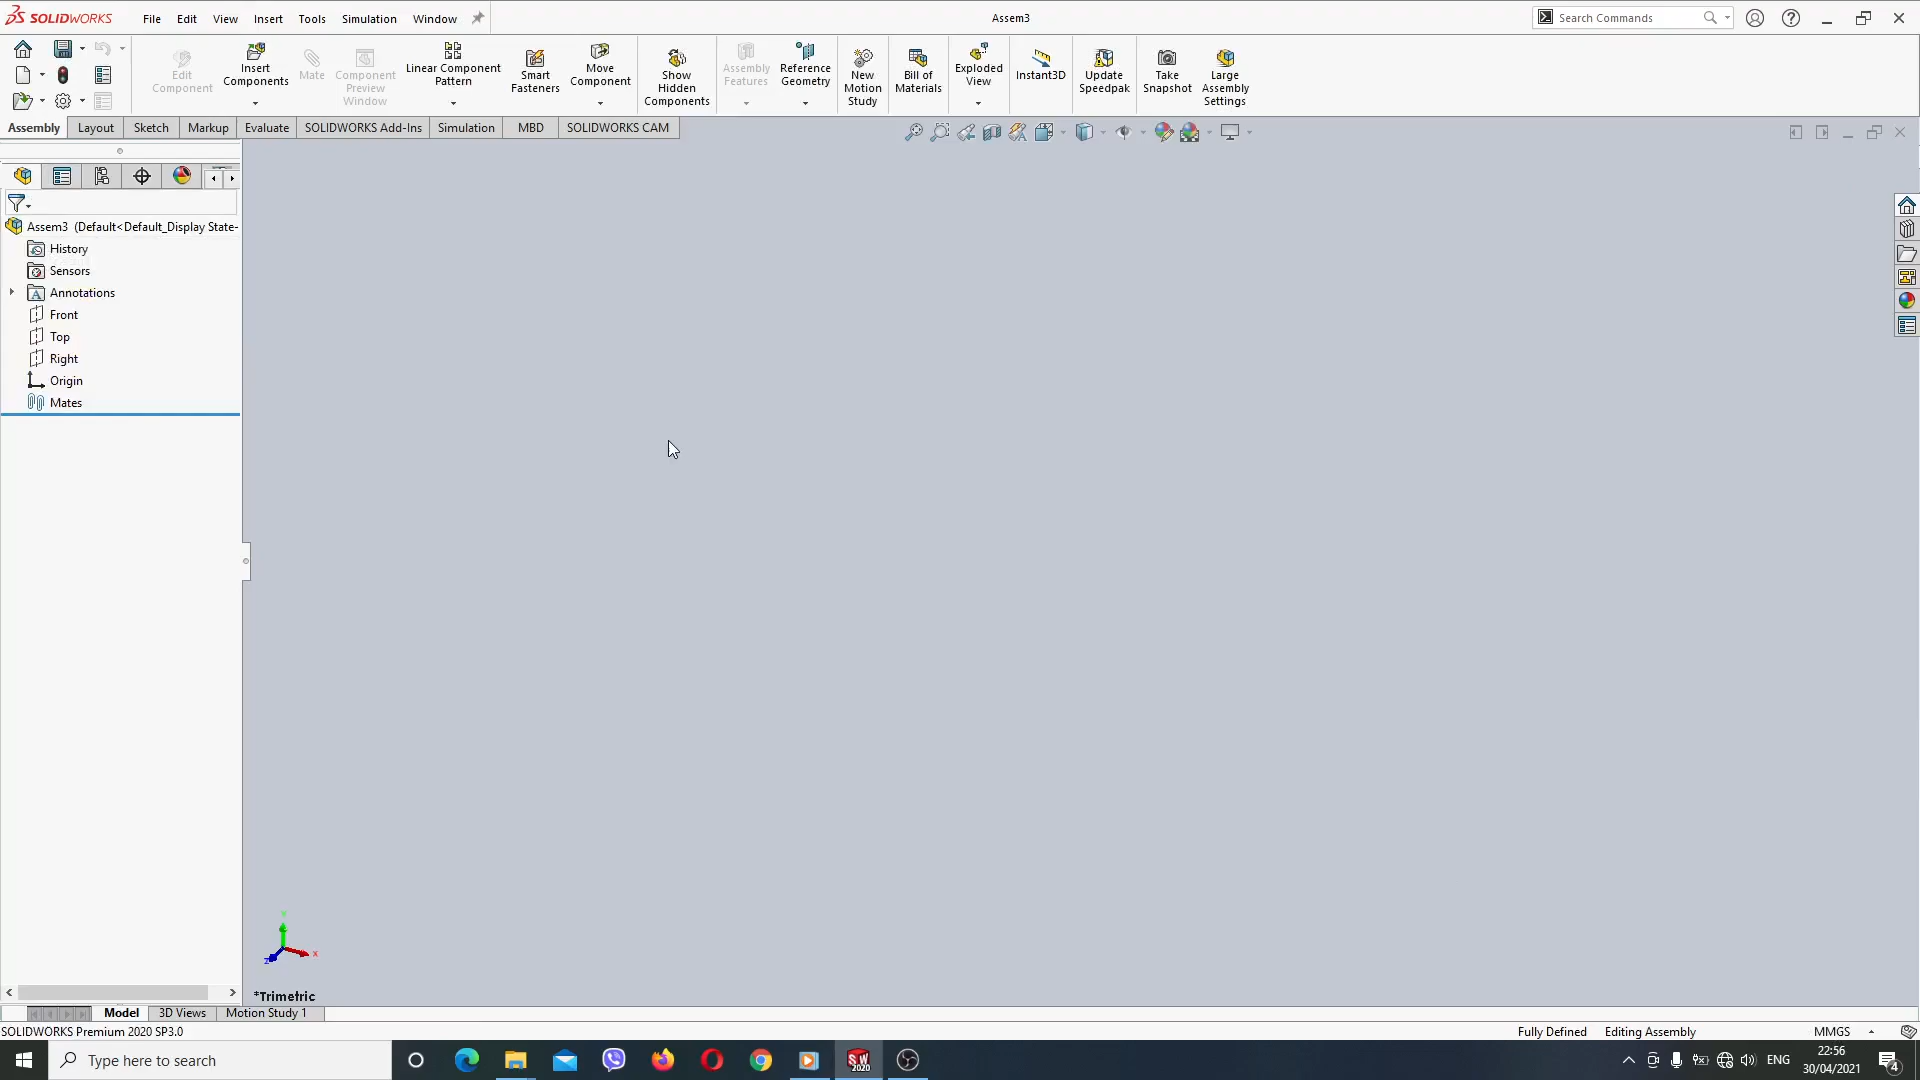 SOLIDWORKS File Edit View Insert Tools Simulation Window Assem3 Search Commands
Edit Component
Insert Components
Mate
Component Preview Window
Linear Component Pattern
Smart Fasteners
Move Component
Show Hidden Components
Assembly Features
Reference Geometry
New Motion Study
Bill of Materials
Exploded View
Instant3D
Update Speedpak
Take Snapshot
Large Assembly Settings
Assembly Layout Sketch Markup Evaluate SOLIDWORKS Add-Ins Simulation MBD SOLIDWORKS CAM
Assem3 (Default<Default_Display State-
History
Sensors
Annotations
Front
Top
Right
Origin
Mates
Y
X
Z
*Trimetric
Model 3D Views Motion Study 1
SOLIDWORKS Premium 2020 SP3.0 Fully Defined Editing Assembly MMGS
Type here to search
SW 2020
ENG
22:56
30/04/2021
4